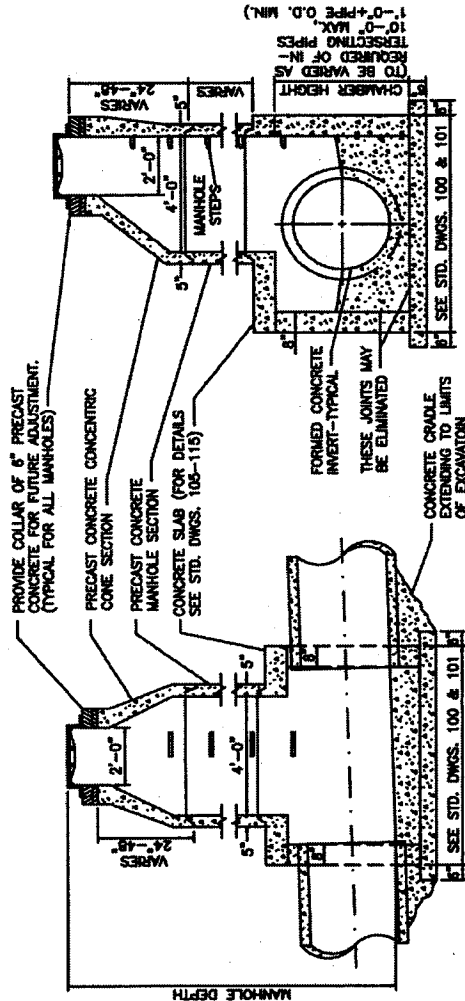 PROVIDE COLLAR OF 6" PRECAST
CONCRETE FOR FUTURE ADJUSTMENT.
(TYPICAL FOR ALL MANHOLES)
PRECAST CONCRETE CONCENTRIC
CONE SECTION
PRECAST CONCRETE
MANHOLE SECTION
CONCRETE SLAB (FOR DETAILS
SEE STD. DWGS. 105-115)
MANHOLE DEPTH
VARIES
24"-48"
2'-0"
5"
4'-0"
5"
8"
8"
6"
SEE STD. DWGS. 100 & 101
6"
CONCRETE CRADLE
EXTENDING TO LIMITS
OF EXCAVATOIN
FORMED CONCRETE
INVERT-TYPICAL
THESE JOINTS MAY
BE ELIMINATED
2'-0"
4'-0"
5"
5"
MANHOLE
STEPS
VARIES
24"-48"
VARIES
8"
CHAMBER HEIGHT
(TO BE VARIED AS
REQUIRED OF IN-
TERSECTING PIPES
10'-0" MAX.,
1'-0"+PIPE O.D. MIN.)
6"
SEE STD. DWGS. 100 & 101
6"